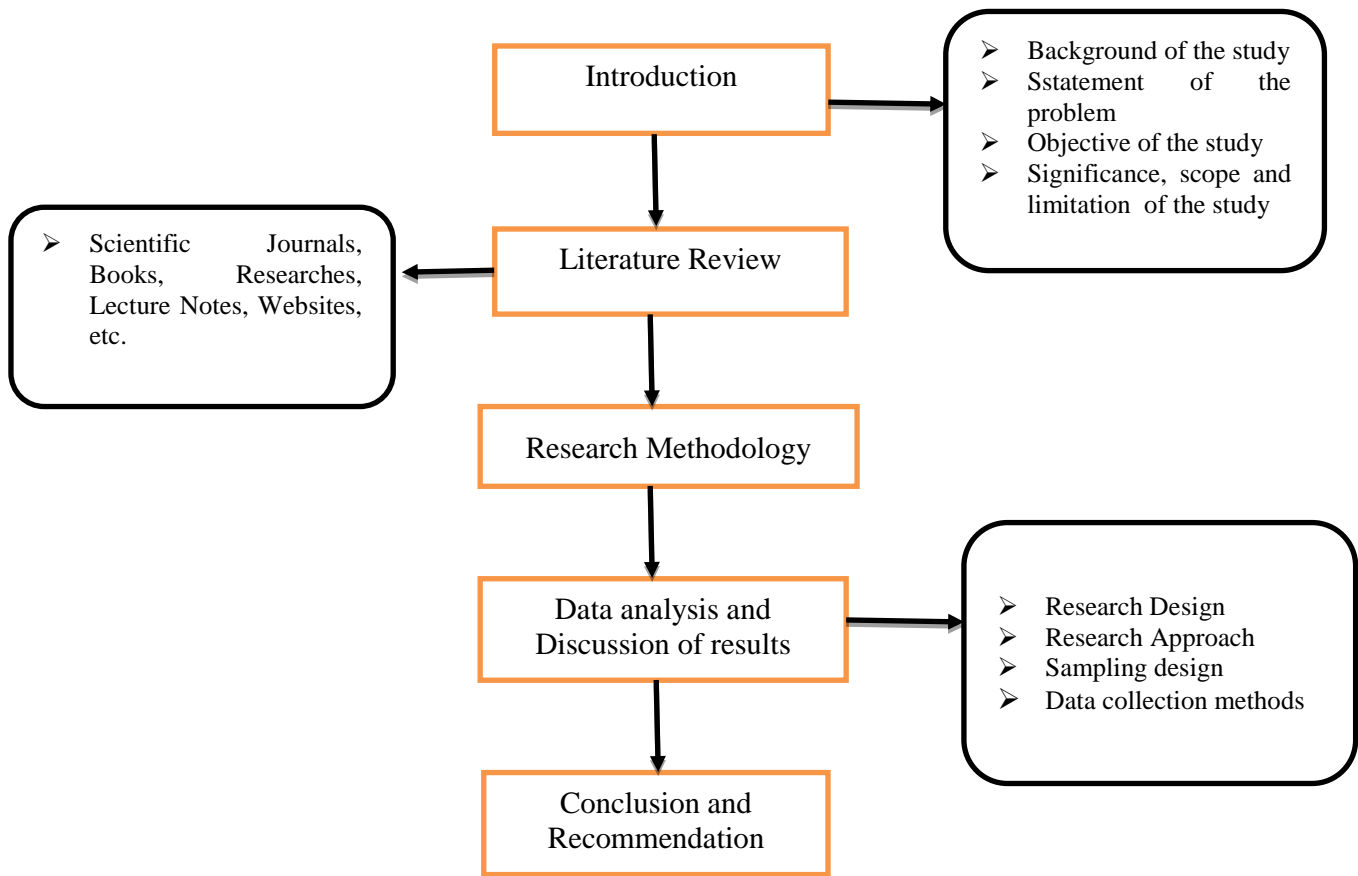 Introduction
➢ Background of the study
➢ Sstatement of the
problem
➢ Objective of the study
➢ Significance, scope and
limitation of the study
Literature Review
➢ Scientific Journals,
Books, Researches,
Lecture Notes, Websites,
etc.
Research Methodology
Data analysis and
Discussion of results
➢ Research Design
➢ Research Approach
➢ Sampling design
➢ Data collection methods
Conclusion and
Recommendation